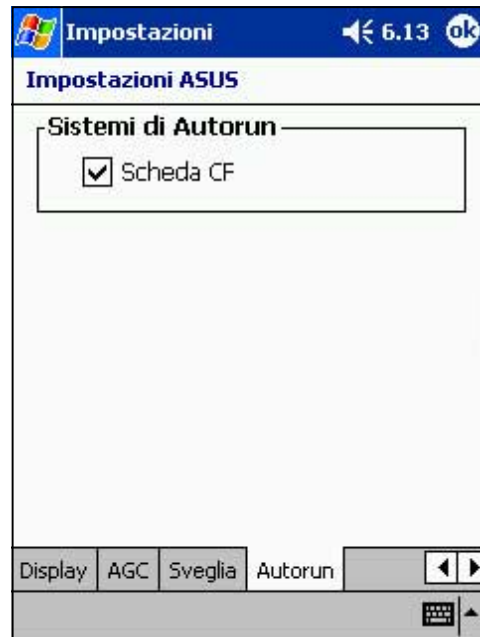 Impostazioni 6.13 ok
Impostazioni ASUS
Sistemi di Autorun
Scheda CF
Display AGC Sveglia Autorun